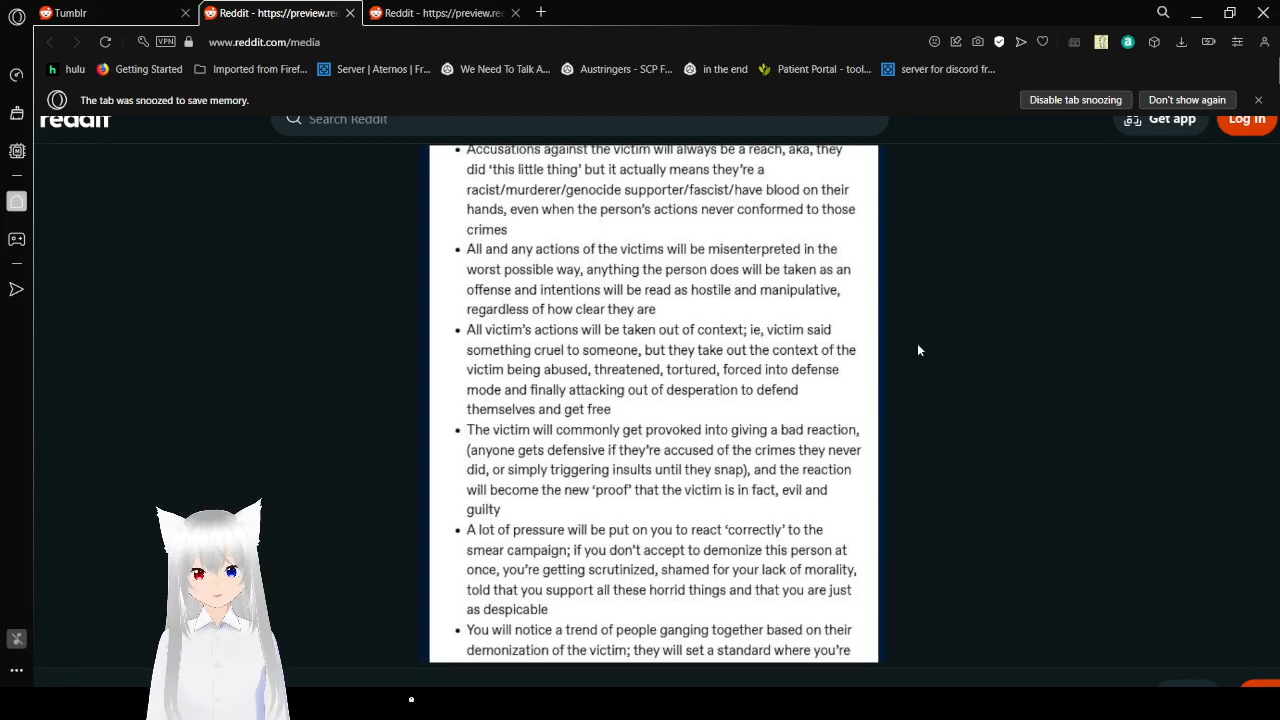 Tumblr
Reddit - https://preview.rec
Reddit - https://preview.rec
VPN
www.reddit.com/media
hulu
Getting Started
Imported from Firef...
Server | Aternos | Fr...
We Need To Talk A...
Austringers - SCP F...
in the end
Patient Portal - tool...
server for discord fr...
The tab was snoozed to save memory.
Disable tab snoozing
Don't show again
reddit
Search Reddit
Get app
Log In
Accusations against the victim will always be a reach, aka, they
did ‘this little thing’ but it actually means they’re a
racist/murderer/genocide supporter/fascist/have blood on their
hands, even when the person’s actions never conformed to those
crimes
All and any actions of the victims will be misenterpreted in the
worst possible way, anything the person does will be taken as an
offense and intentions will be read as hostile and manipulative,
regardless of how clear they are
All victim’s actions will be taken out of context; ie, victim said
something cruel to someone, but they take out the context of the
victim being abused, threatened, tortured, forced into defense
mode and finally attacking out of desperation to defend
themselves and get free
The victim will commonly get provoked into giving a bad reaction,
(anyone gets defensive if they’re accused of the crimes they never
did, or simply triggering insults until they snap), and the reaction
will become the new ‘proof’ that the victim is in fact, evil and
guilty
A lot of pressure will be put on you to react ‘correctly’ to the
smear campaign; if you don’t accept to demonize this person at
once, you’re getting scrutinized, shamed for your lack of morality,
told that you support all these horrid things and that you are just
as despicable
You will notice a trend of people ganging together based on their
demonization of the victim; they will set a standard where you’re